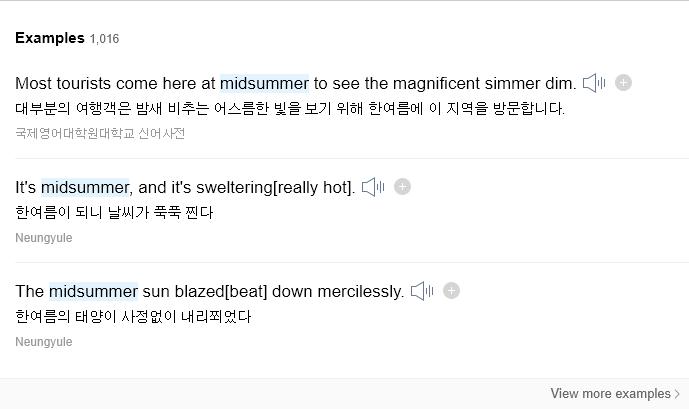 Examples 1,016
Most tourists come here at midsummer to see the magnificent simmer dim.
대부분의 여행객은 밤새 비추는 어스름한 빛을 보기 위해 한여름에 이 지역을 방문합니다.
국제영어대학원대학교 신어사전
It's midsummer, and it's sweltering[really hot].
한여름이 되니 날씨가 푹푹 찐다
Neungyule
The midsummer sun blazed[beat] down mercilessly.
한여름의 태양이 사정없이 내리쬐었다
Neungyule
View more examples